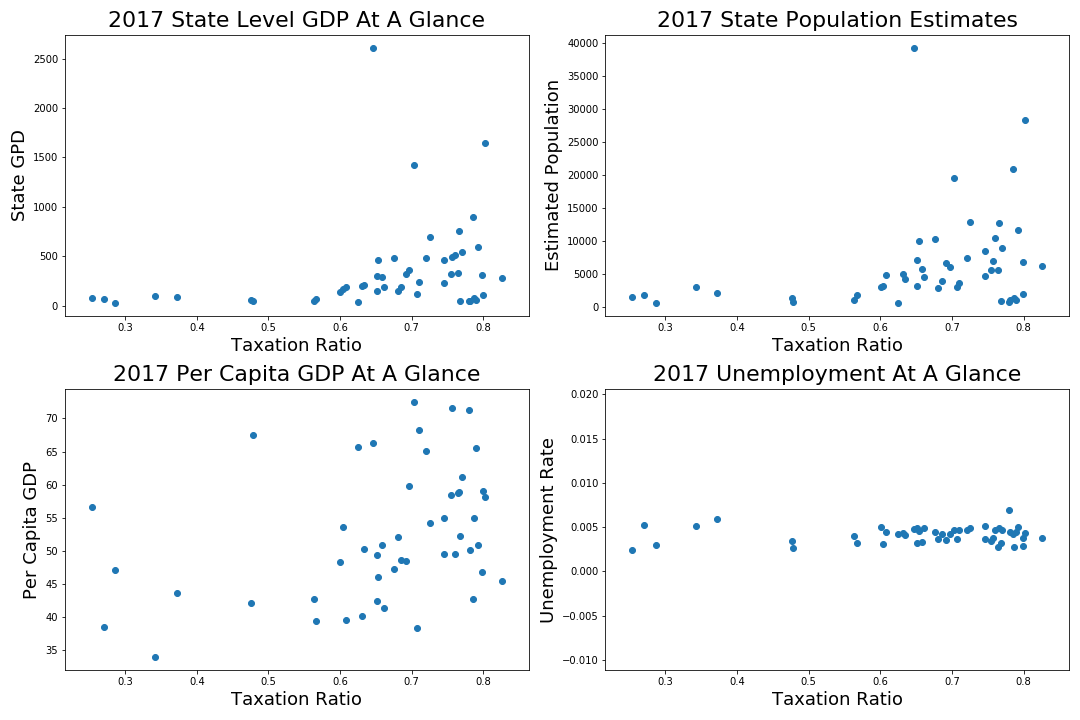 2017 State Level GDP At A Glance
State GPD
2500
2000
1500
1000
500
0
0.3 0.4 0.5 0.6 0.7 0.8
Taxation Ratio
2017 State Population Estimates
Estimated Population
40000
35000
30000
25000
20000
15000
10000
5000
0
0.3 0.4 0.5 0.6 0.7 0.8
Taxation Ratio
2017 Per Capita GDP At A Glance
Per Capita GDP
70
65
60
55
50
45
40
35
0.3 0.4 0.5 0.6 0.7 0.8
Taxation Ratio
2017 Unemployment At A Glance
Unemployment Rate
0.020
0.015
0.010
0.005
0.000
−0.005
−0.010
0.3 0.4 0.5 0.6 0.7 0.8
Taxation Ratio